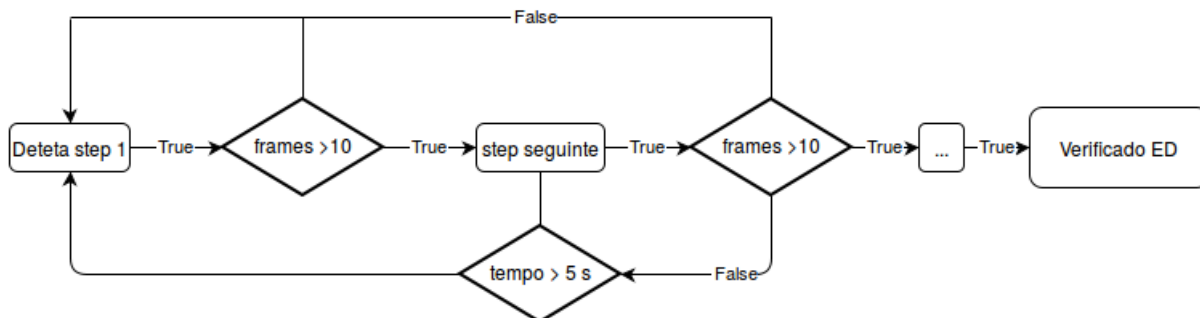 False
Deteta step 1
True
frames >10
True
step seguinte
True
frames >10
True
...
True
Verificado ED
tempo > 5 s
False